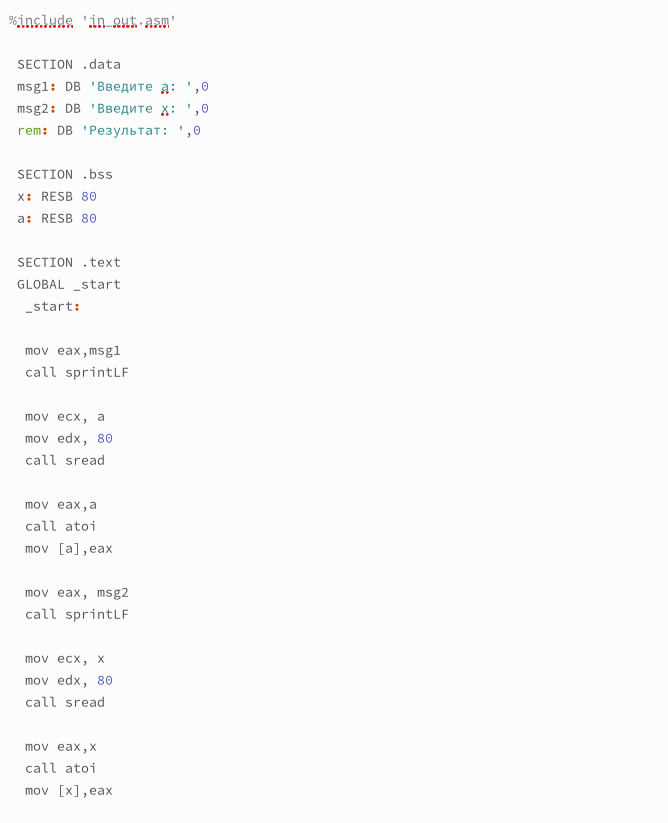 %include 'in_out.asm'
SECTION .data
msg1: DB 'Введите a: ',0
msg2: DB 'Введите x: ',0
rem: DB 'Результат: ',0
SECTION .bss
x: RESB 80
a: RESB 80
SECTION .text
GLOBAL _start
_start:
mov eax,msg1
call sprintLF
mov ecx, a
mov edx, 80
call sread
mov eax,a
call atoi
mov [a],eax
mov eax, msg2
call sprintLF
mov ecx, x
mov edx, 80
call sread
mov eax,x
call atoi
mov [x],eax